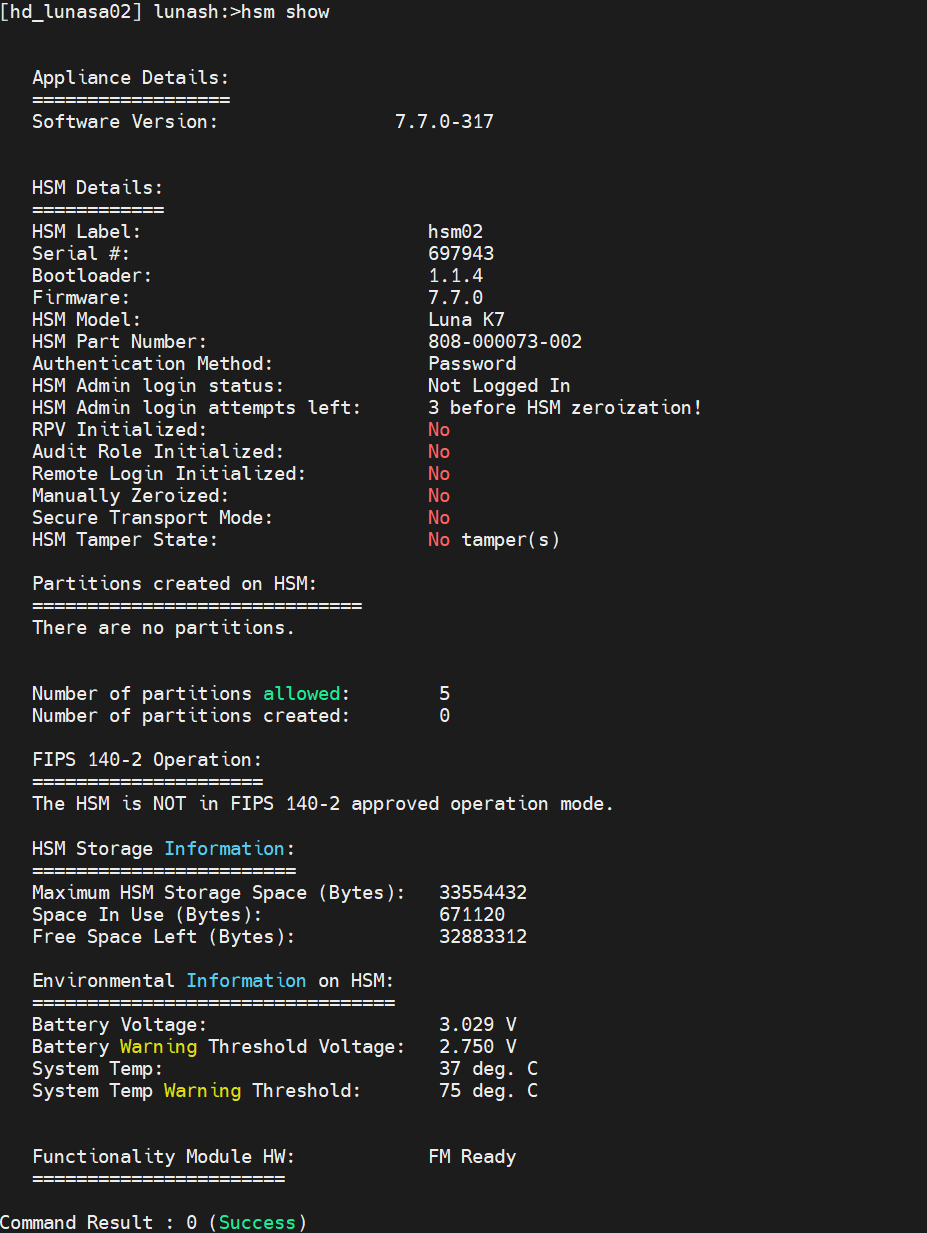 [hd_lunasa02] lunash:>hsm show
Appliance Details:
==================
Software Version: 7.7.0-317
HSM Details:
============
HSM Label: hsm02
Serial #: 697943
Bootloader: 1.1.4
Firmware: 7.7.0
HSM Model: Luna K7
HSM Part Number: 808-000073-002
Authentication Method: Password
HSM Admin login status: Not Logged In
HSM Admin login attempts left: 3 before HSM zeroization!
RPV Initialized: No
Audit Role Initialized: No
Remote Login Initialized: No
Manually Zeroized: No
Secure Transport Mode: No
HSM Tamper State: No tamper(s)
Partitions created on HSM:
==============================
There are no partitions.
Number of partitions allowed: 5
Number of partitions created: 0
FIPS 140-2 Operation:
=====================
The HSM is NOT in FIPS 140-2 approved operation mode.
HSM Storage Information:
========================
Maximum HSM Storage Space (Bytes): 33554432
Space In Use (Bytes): 671120
Free Space Left (Bytes): 32883312
Environmental Information on HSM:
=================================
Battery Voltage: 3.029 V
Battery Warning Threshold Voltage: 2.750 V
System Temp: 37 deg. C
System Temp Warning Threshold: 75 deg. C
Functionality Module HW: FM Ready
=======================
Command Result : 0 (Success)